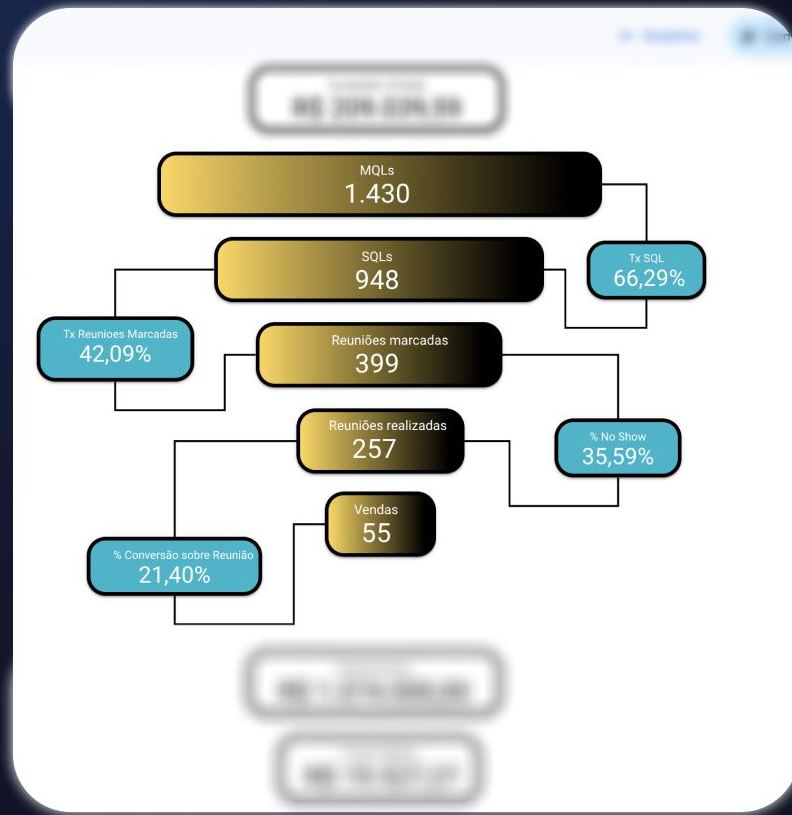 MQLs
1.430
SQLs
948
Tx SQL
66,29%
Tx Reunioes Marcadas
42,09%
Reuniões marcadas
399
Reuniões realizadas
257
% No Show
35,59%
Vendas
55
% Conversão sobre Reunião
21,40%